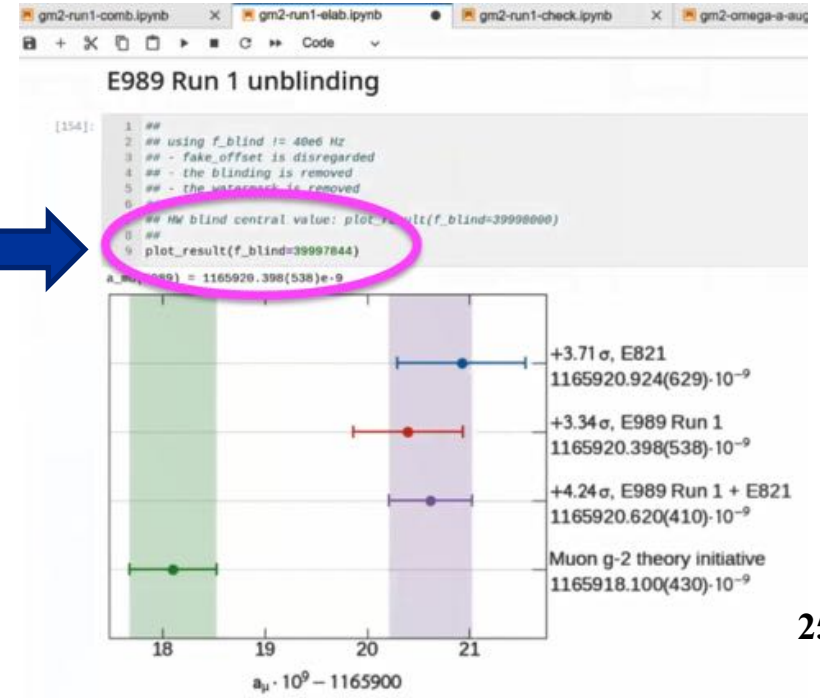 gm2-run1-comb.ipynb gm2-run1-elab.ipynb gm2-run1-check.ipynb gm2-omega-a-aug
Code
E989 Run 1 unblinding
[154]:
1 ##
2 ## using f_blind != 40e6 Hz
3 ## - fake_offset is disregarded
4 ## - the blinding is removed
5 ## - the watermark is removed
6 ##
## HW blind central value: plot_result(f_blind=39998000)
8 ##
9 plot_result(f_blind=39997844)
= 1165920.398(538)e-9
+3.71 σ, E821
1165920.924(629)·10⁻⁹
+3.34 σ, E989 Run 1
1165920.398(538)·10⁻⁹
+4.24 σ, E989 Run 1 + E821
1165920.620(410)·10⁻⁹
Muon g-2 theory initiative
1165918.100(430)·10⁻⁹
18 19 20 21
aμ · 10⁹ − 1165900
25